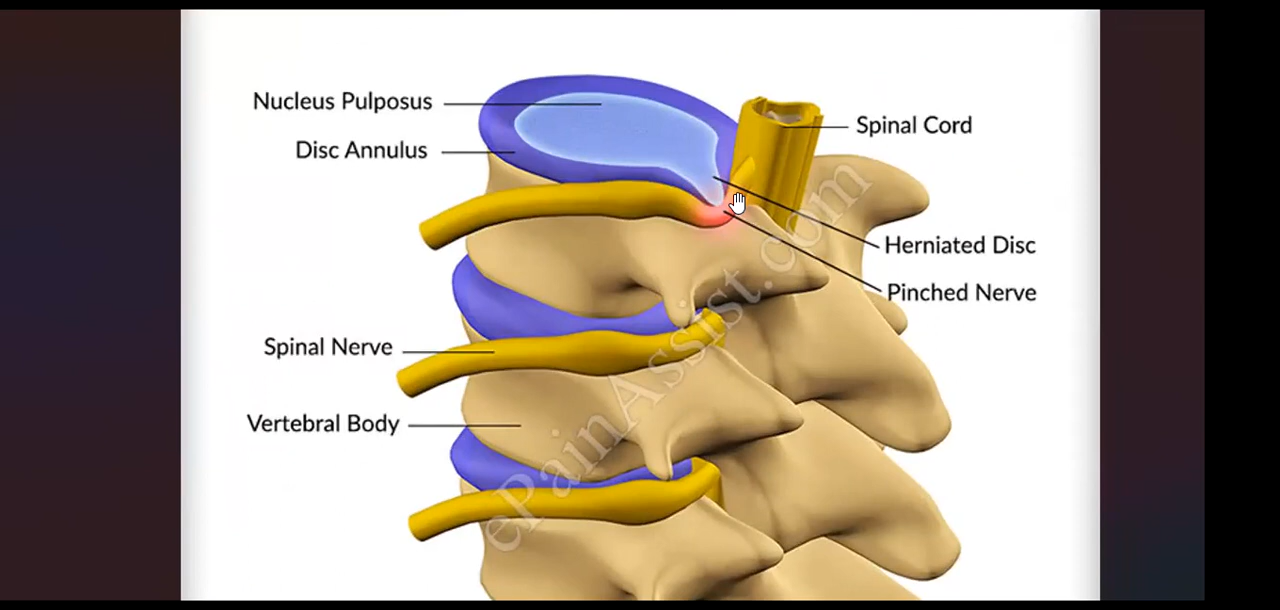 Nucleus Pulposus
Disc Annulus
Spinal Cord
Herniated Disc
Pinched Nerve
Spinal Nerve
Vertebral Body
ePainAssist.com